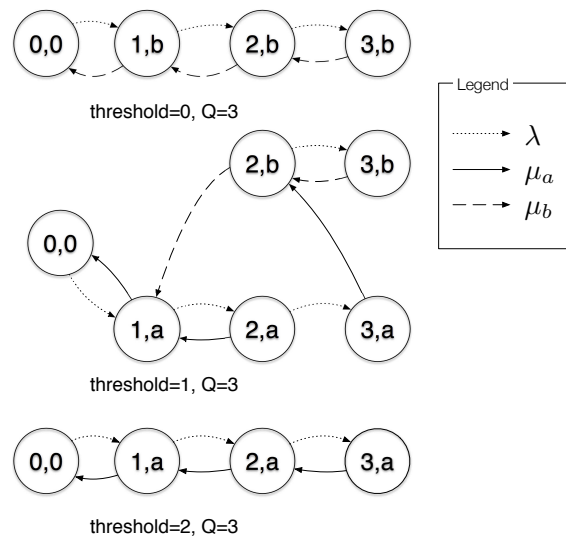 0,0 1,b 2,b 3,b
threshold=0, Q=3
Legend
λ
μa
μb
2,b 3,b
0,0
1,a 2,a 3,a
threshold=1, Q=3
0,0 1,a 2,a 3,a
threshold=2, Q=3